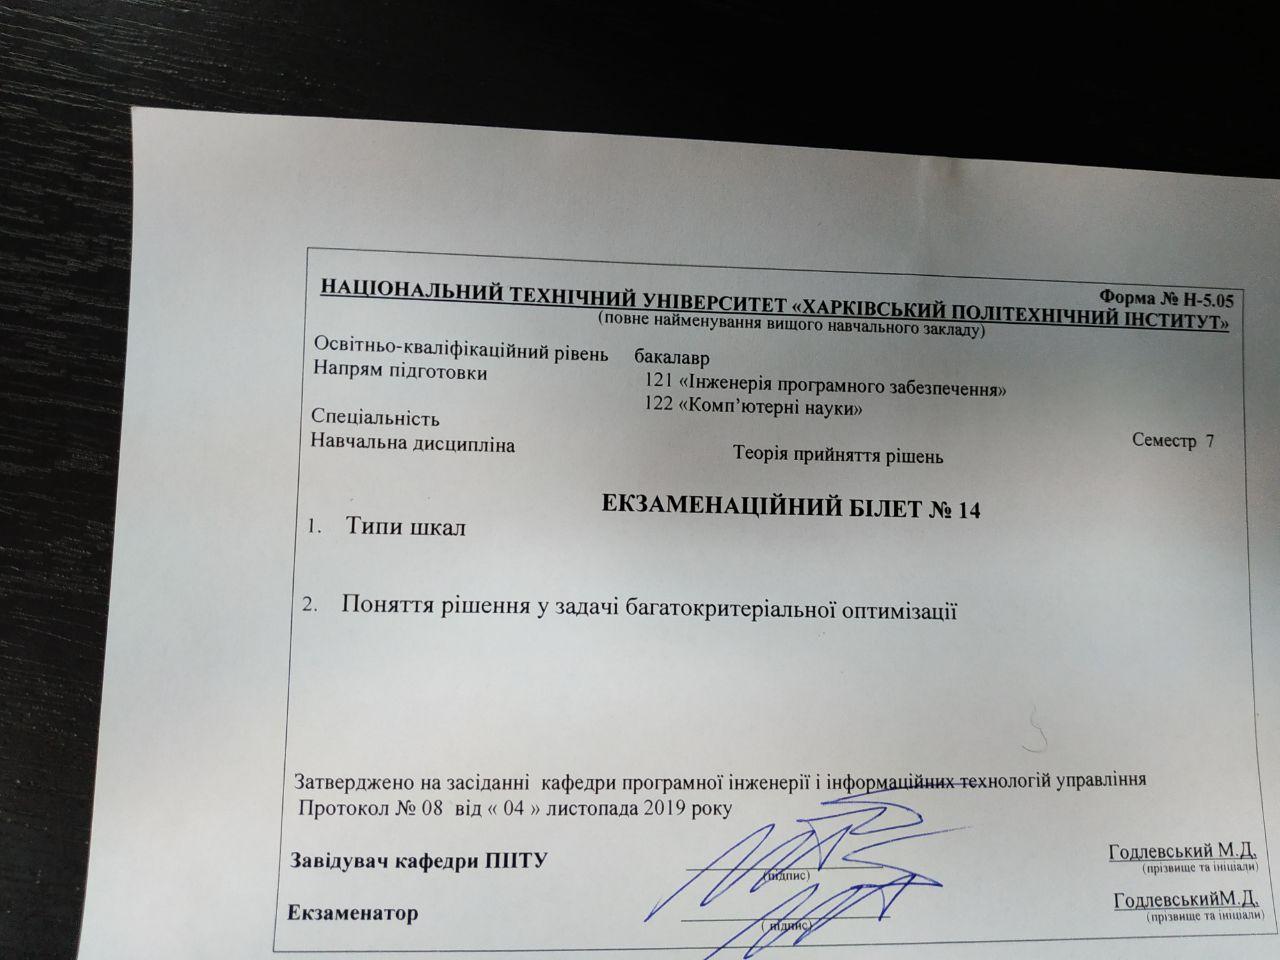 Форма № Н-5.05
НАЦІОНАЛЬНИЙ ТЕХНІЧНИЙ УНІВЕРСИТЕТ «ХАРКІВСЬКИЙ ПОЛІТЕХНІЧНИЙ ІНСТИТУТ»
(повне найменування вищого навчального закладу)
Освітньо-кваліфікаційний рівень бакалавр
Напрям підготовки 121 «Інженерія програмного забезпечення»
122 «Комп’ютерні науки»
Спеціальність
Семестр 7
Навчальна дисципліна Теорія прийняття рішень
ЕКЗАМЕНАЦІЙНИЙ БІЛЕТ № 14
1. Типи шкал
2. Поняття рішення у задачі багатокритеріальної оптимізації
Затверджено на засіданні кафедри програмної інженерії і інформаційних технологій управління
Протокол № 08 від « 04 » листопада 2019 року
Завідувач кафедри ПІІТУ Годлевський М.Д.
(підпис) (прізвище та ініціали)
Екзаменатор ГодлевськийМ.Д.
( підпис) (прізвище та ініціали)